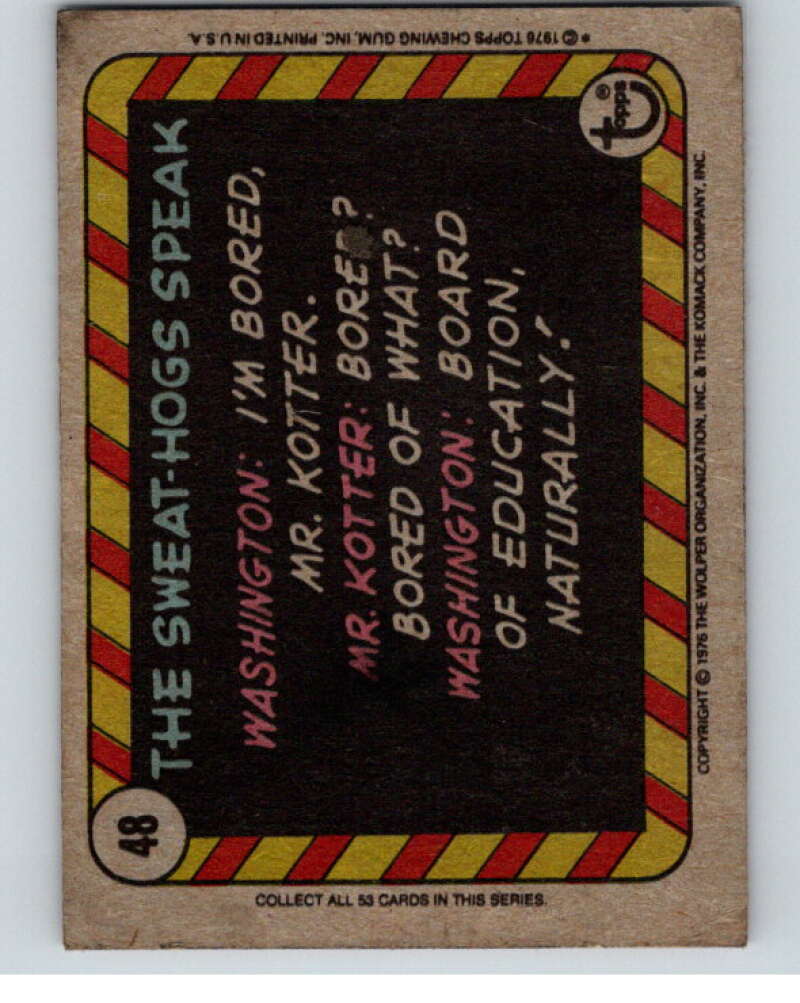 48
THE SWEAT-HOGS SPEAK
WASHINGTON: I'M BORED,
MR. KOTTER.
MR. KOTTER: BORED?
BORED OF WHAT?
WASHINGTON: BOARD
OF EDUCATION,
NATURALLY!
® topps
COPYRIGHT © 1976 THE WOLPER ORGANIZATION, INC. & THE KOMACK COMPANY, INC.
COLLECT ALL 53 CARDS IN THIS SERIES.
* © 1976 TOPPS CHEWING GUM, INC. PRINTED IN U.S.A.